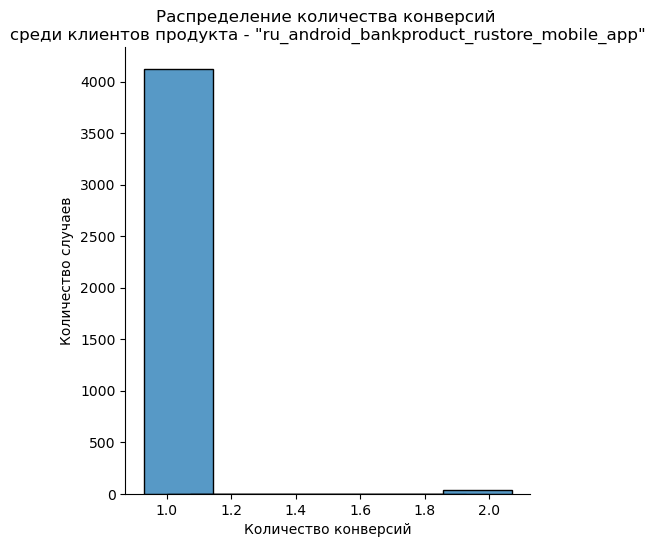 Распределение количества конверсий
среди клиентов продукта - "ru_android_bankproduct_rustore_mobile_app"
4000
3500
3000
2500
2000
1500
1000
500
0
Количество случаев
1.0 1.2 1.4 1.6 1.8 2.0
Количество конверсий